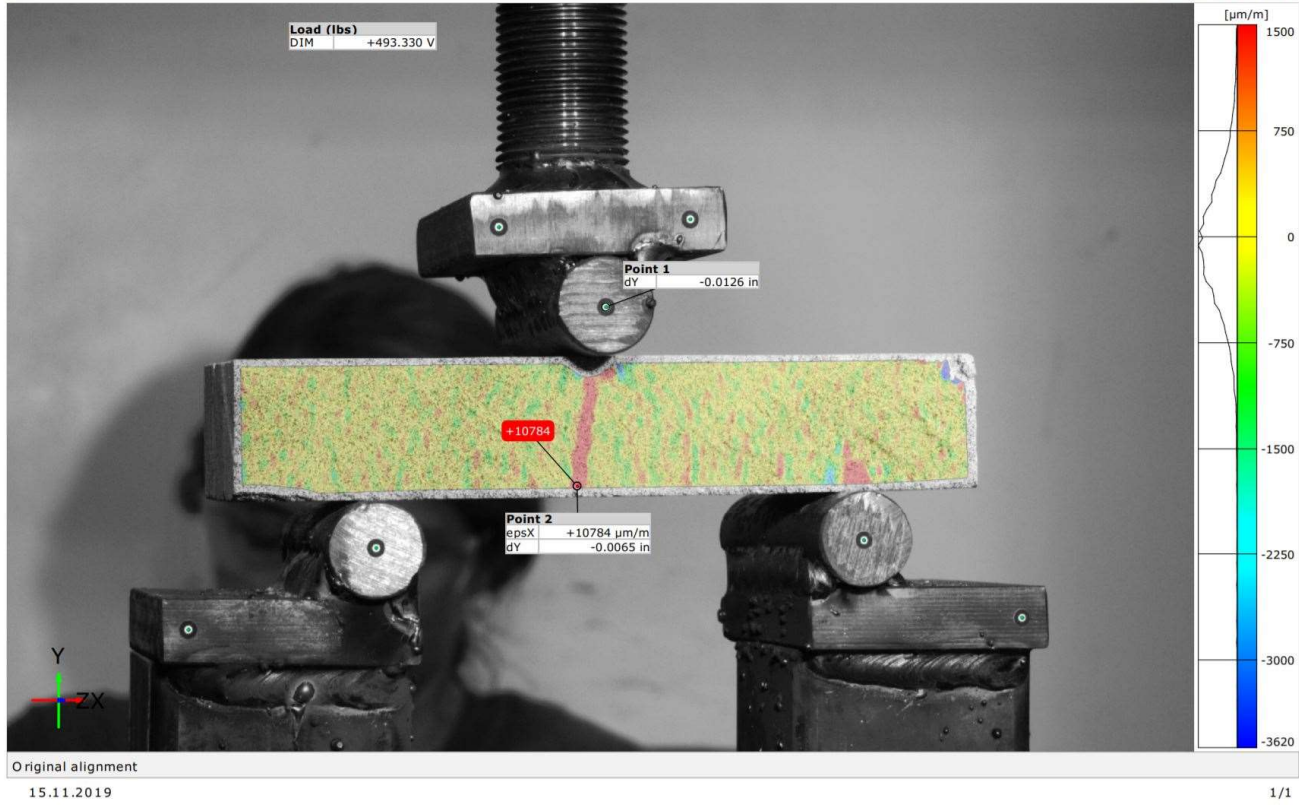 [µm/m]
Load (lbs)
DIM +493.330 V
1500
750
0
-750
-1500
-2250
-3000
-3620
Point 1
dY -0.0126 in
+10784
Point 2
epsX +10784 µm/m
dY -0.0065 in
Y
ZX
Original alignment
15.11.2019 1/1